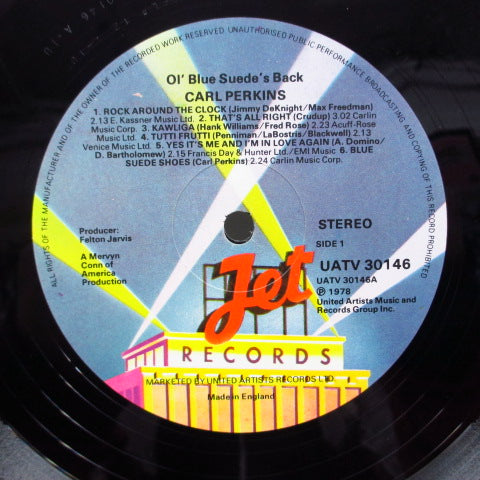 ALL RIGHTS OF THE MANUFACTURER AND OF THE OWNER OF THE RECORDED WORK RESERVED UNAUTHORISED PUBLIC PERFORMANCE BROADCASTING AND COPYING OF THIS RECORD PROHIBITED
Ol' Blue Suede's Back
CARL PERKINS
1. ROCK AROUND THE CLOCK (Jimmy DeKnight/Max Freedman)
2.13 E. Kassner Music Ltd. 2. THAT'S ALL RIGHT (Crudup) 3.02 Carlin
Music Corp. 3. KAWLIGA (Hank Williams/Fred Rose) 2.23 Acuff-Rose
Music Ltd. 4. TUTTI FRUTTI (Penniman/LaBostris/Blackwell) 2.13
Venice Music Ltd. 5. YES IT'S ME AND I'M IN LOVE AGAIN (A. Domino/
D. Bartholomew) 2.15 Francis Day & Hunter Ltd./EMI Music 6. BLUE
SUEDE SHOES (Carl Perkins) 2.24 Carlin Music Corp.
Producer:
Felton Jarvis
A Mervyn
Conn of
America
Production
STEREO
SIDE 1
UATV 30146
UATV 30146A
℗ 1978
United Artists Music and
Records Group Inc.
Jet
RECORDS
MARKETED BY UNITED ARTISTS RECORDS LTD.
Made in England